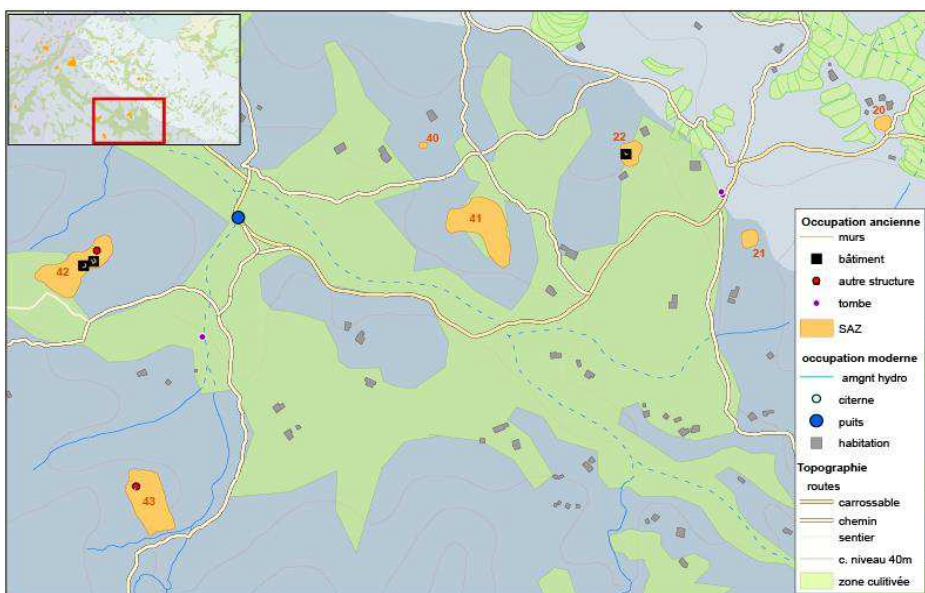 20
22
40
41
21
42
43
Occupation ancienne
murs
bâtiment
autre structure
tombe
SAZ
occupation moderne
amgnt hydro
citerne
puits
habitation
Topographie
routes
carrossable
chemin
sentier
c. niveau 40m
zone culitivée